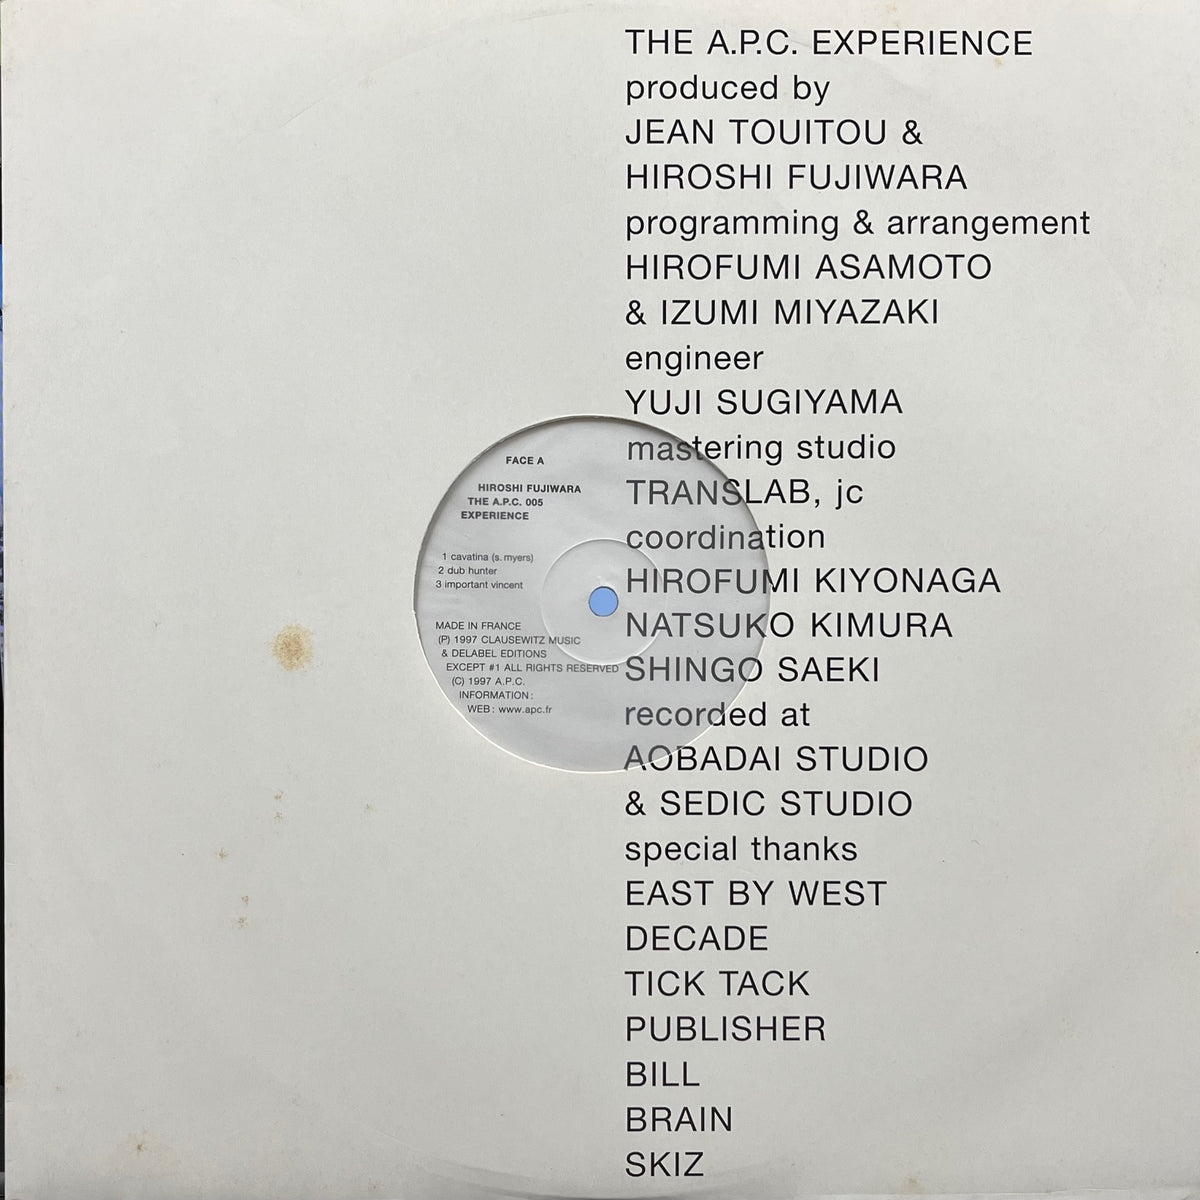 THE A.P.C. EXPERIENCE
produced by
JEAN TOUITOU &
HIROSHI FUJIWARA
programming & arrangement
HIROFUMI ASAMOTO
& IZUMI MIYAZAKI
engineer
YUJI SUGIYAMA
mastering studio
TRANSLAB, jc
coordination
HIROFUMI KIYONAGA
NATSUKO KIMURA
SHINGO SAEKI
recorded at
AOBADAI STUDIO
& SEDIC STUDIO
special thanks
EAST BY WEST
DECADE
TICK TACK
PUBLISHER
BILL
BRAIN
SKIZ
FACE A
HIROSHI FUJIWARA
THE A.P.C. 005
EXPERIENCE
1 cavatina (s. myers)
2 dub hunter
3 important vincent
MADE IN FRANCE
(P) 1997 CLAUSEWITZ MUSIC
& DELABEL EDITIONS
EXCEPT #1 ALL RIGHTS RESERVED
(C) 1997 A.P.C.
INFORMATION :
WEB : www.apc.fr